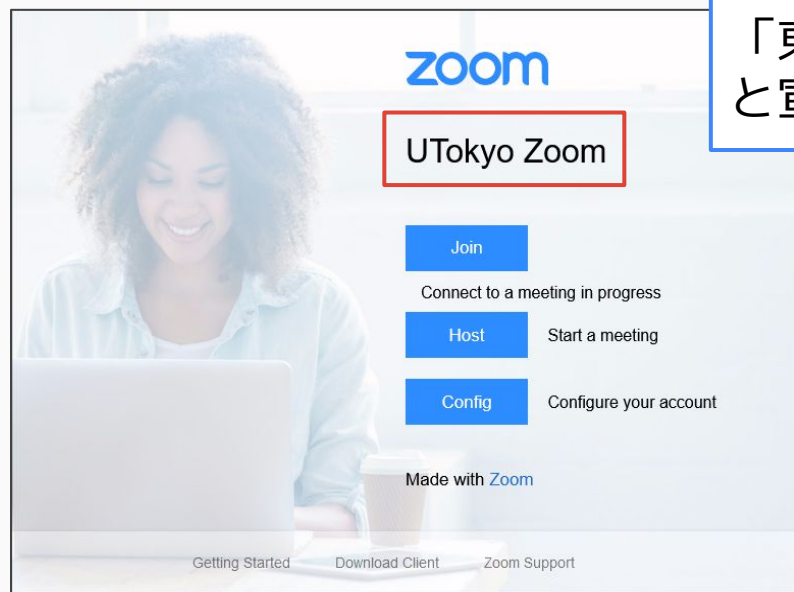 zoom
「
と
UTokyo Zoom
Join
Connect to a meeting in progress
Host Start a meeting
Config Configure your account
Made with Zoom
Getting Started Download Client Zoom Support